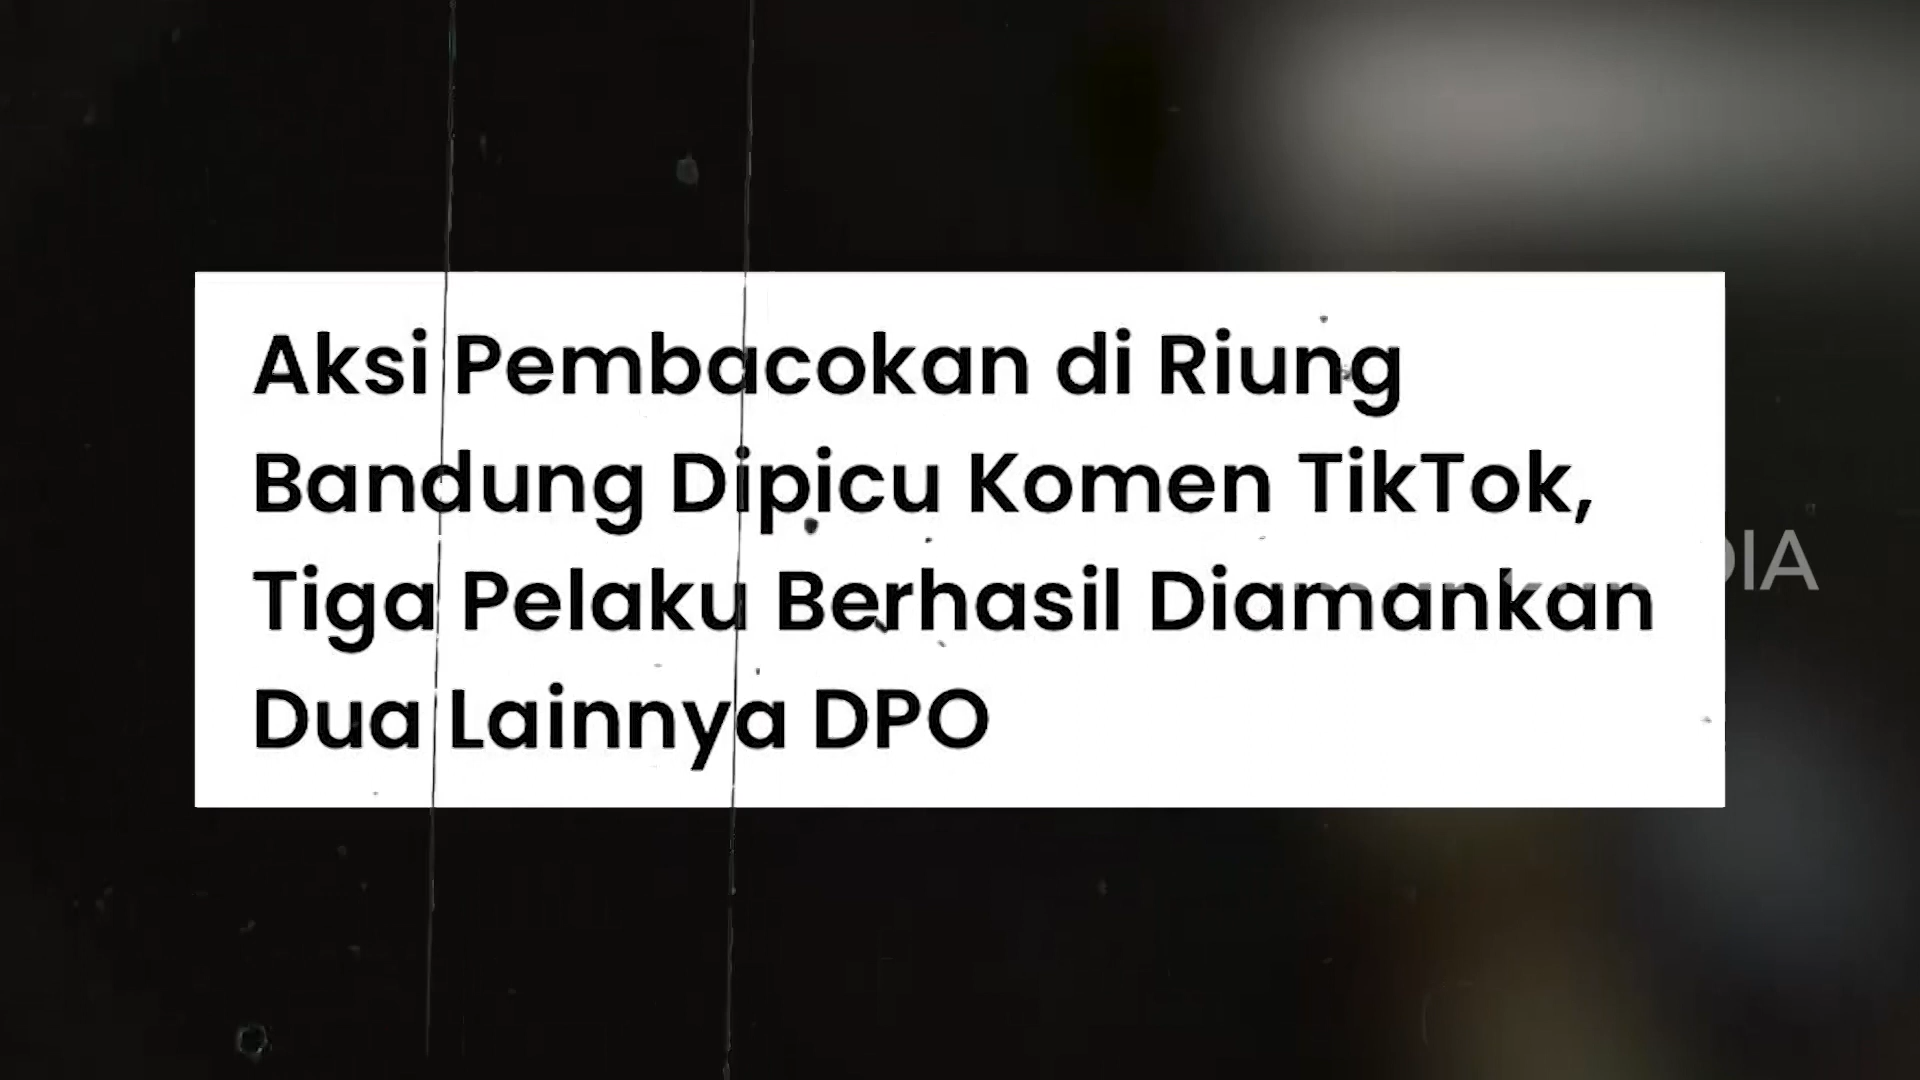 Aksi Pembacokan di Riung
Bandung Dipicu Komen TikTok,
Tiga Pelaku Berhasil Diamankan
Dua Lainnya DPO